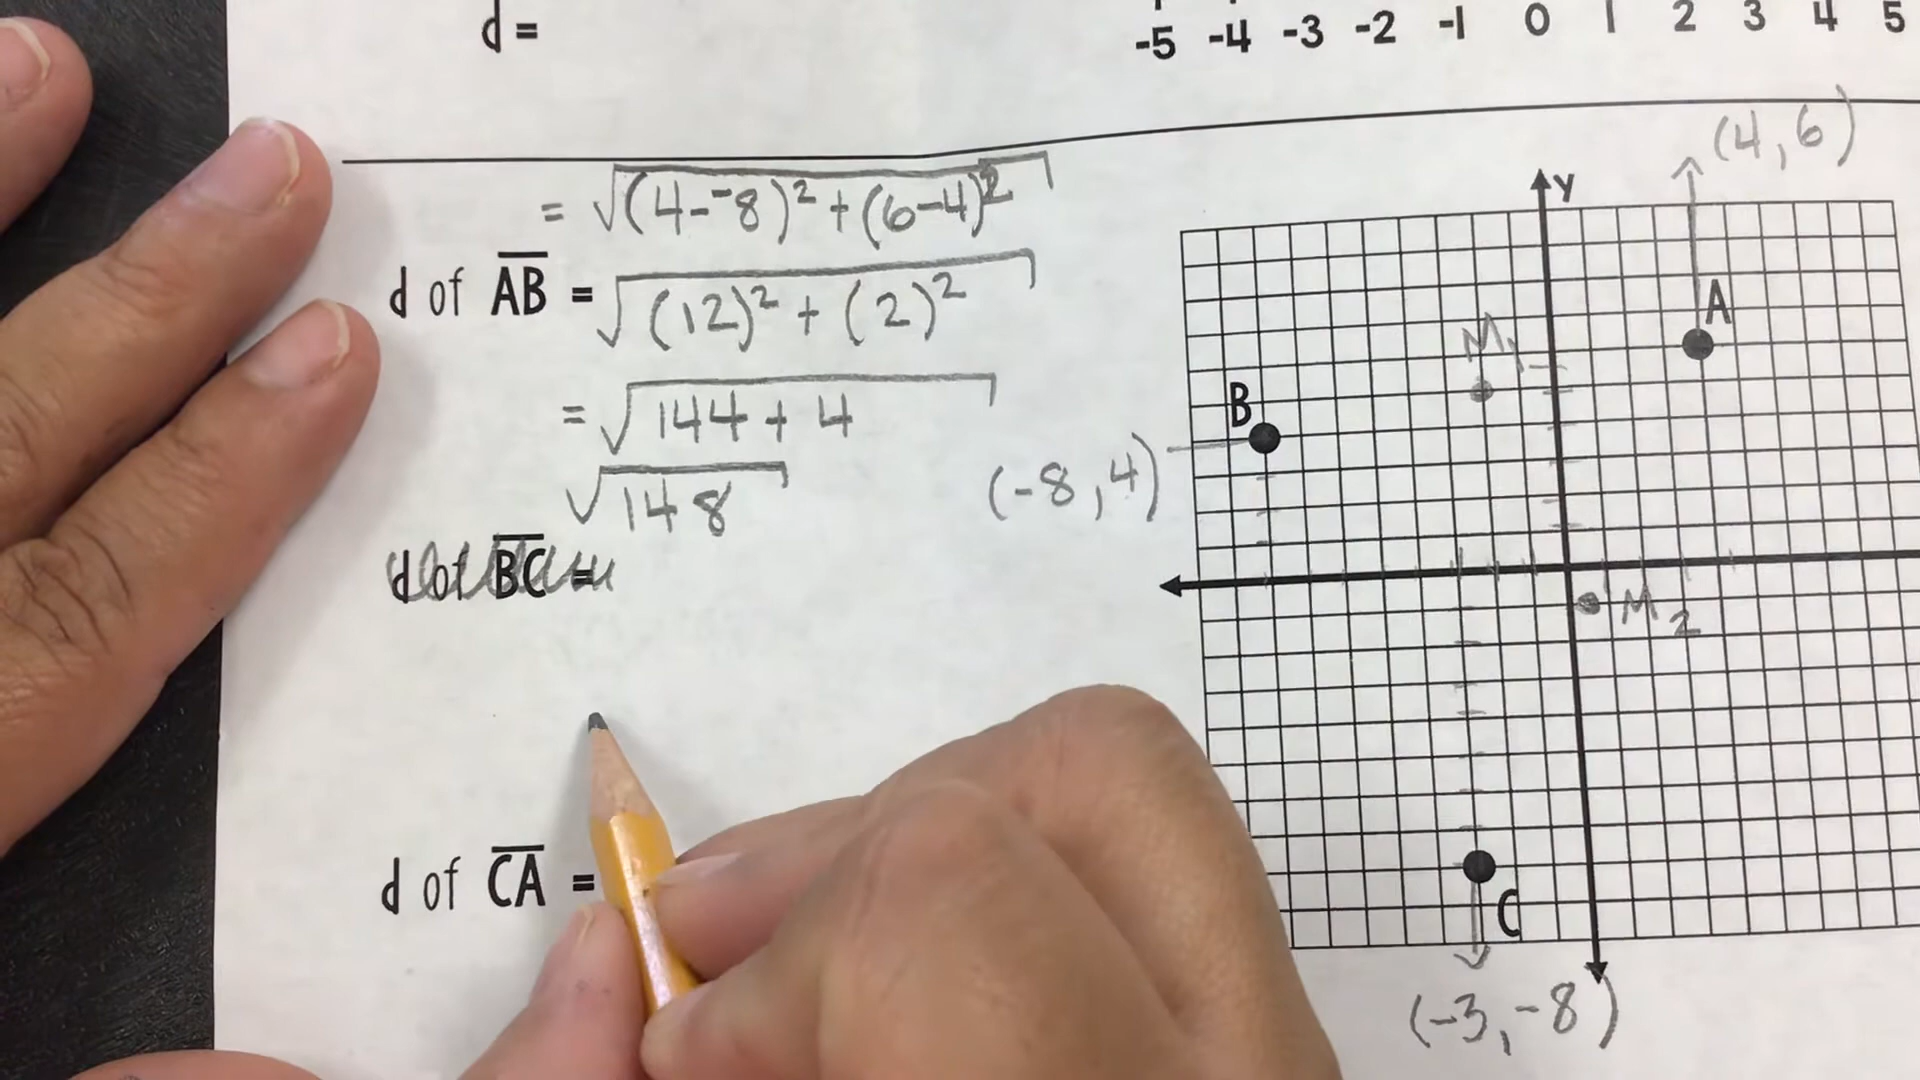 d =
-5 -4 -3 -2 -1 0 1 2 3 4 5
= √(4-⁻8)² + (6-4)²
d of AB = √(12)² + (2)²
= √144 + 4
√148
d of BC =
d of CA =
(4,6)
Y
A
M₁
B
(-8,4)
M₂
C
(-3,-8)